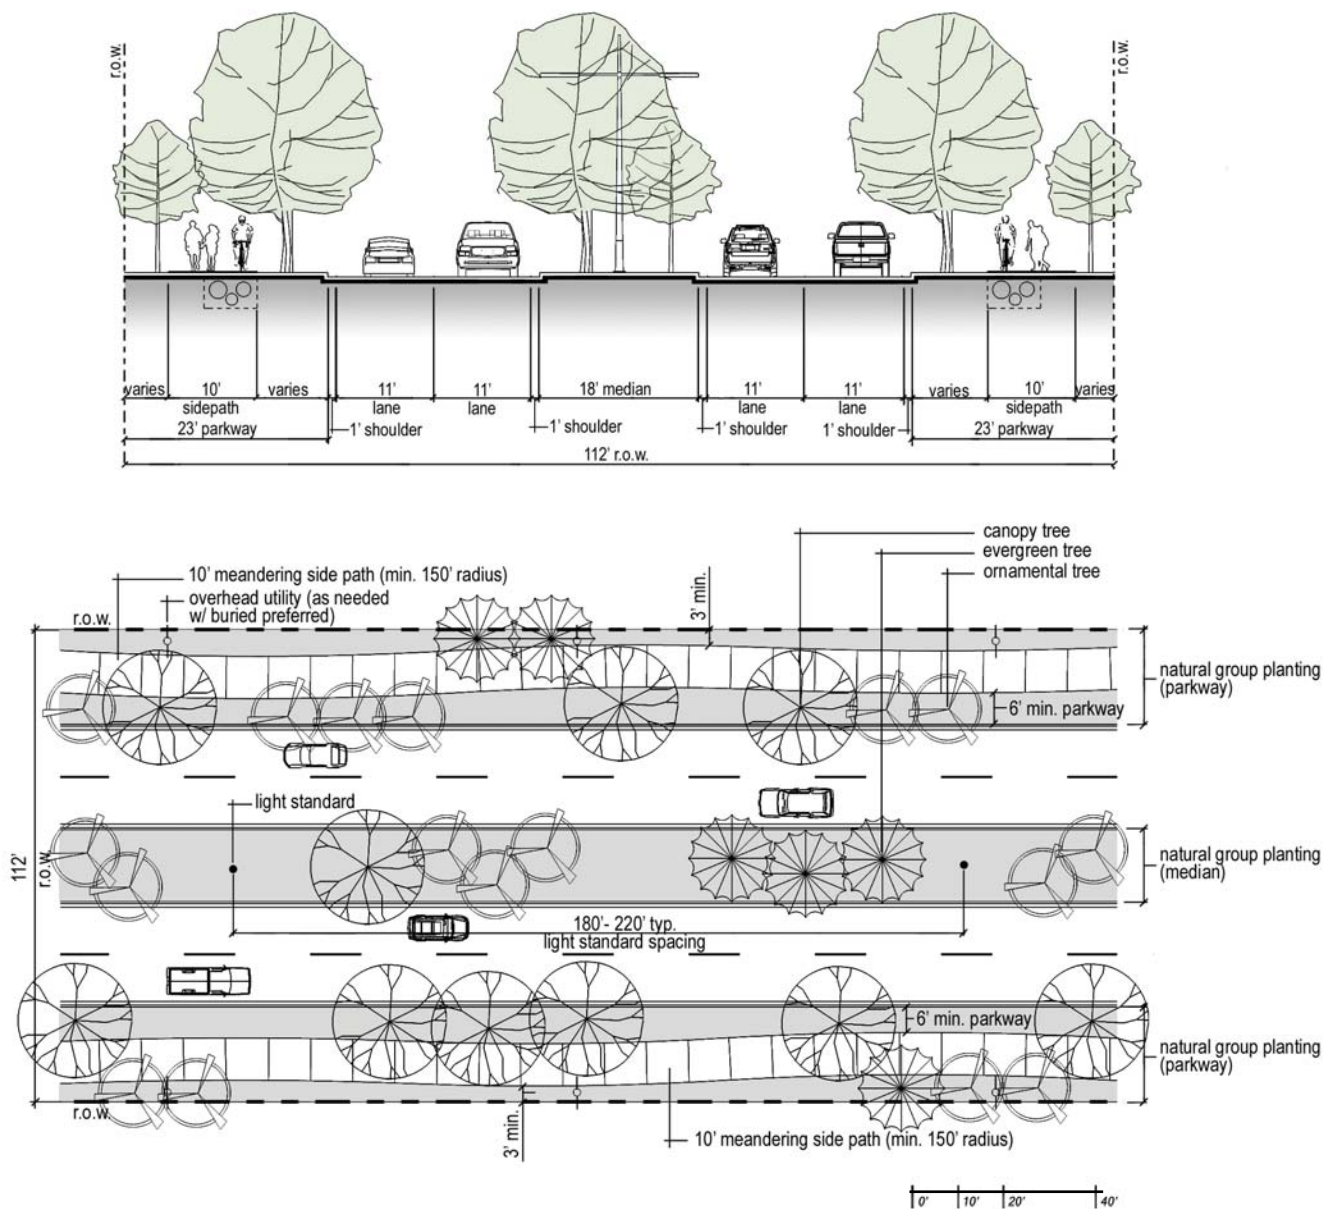 r.o.w.
r.o.w.
varies
10'
varies
11'
11'
18' median
11'
11'
varies
10'
varies
sidepath
lane
lane
lane
lane
sidepath
23' parkway
1' shoulder
1' shoulder
1' shoulder
1' shoulder
23' parkway
112' r.o.w.
canopy tree
evergreen tree
ornamental tree
10' meandering side path (min. 150' radius)
overhead utility (as needed
w/ buried preferred)
3' min.
r.o.w.
natural group planting
(parkway)
6' min. parkway
light standard
112'
r.o.w.
natural group planting
(median)
180'- 220' typ.
light standard spacing
6' min. parkway
natural group planting
(parkway)
r.o.w.
3' min.
10' meandering side path (min. 150' radius)
0' 10' 20' 40'